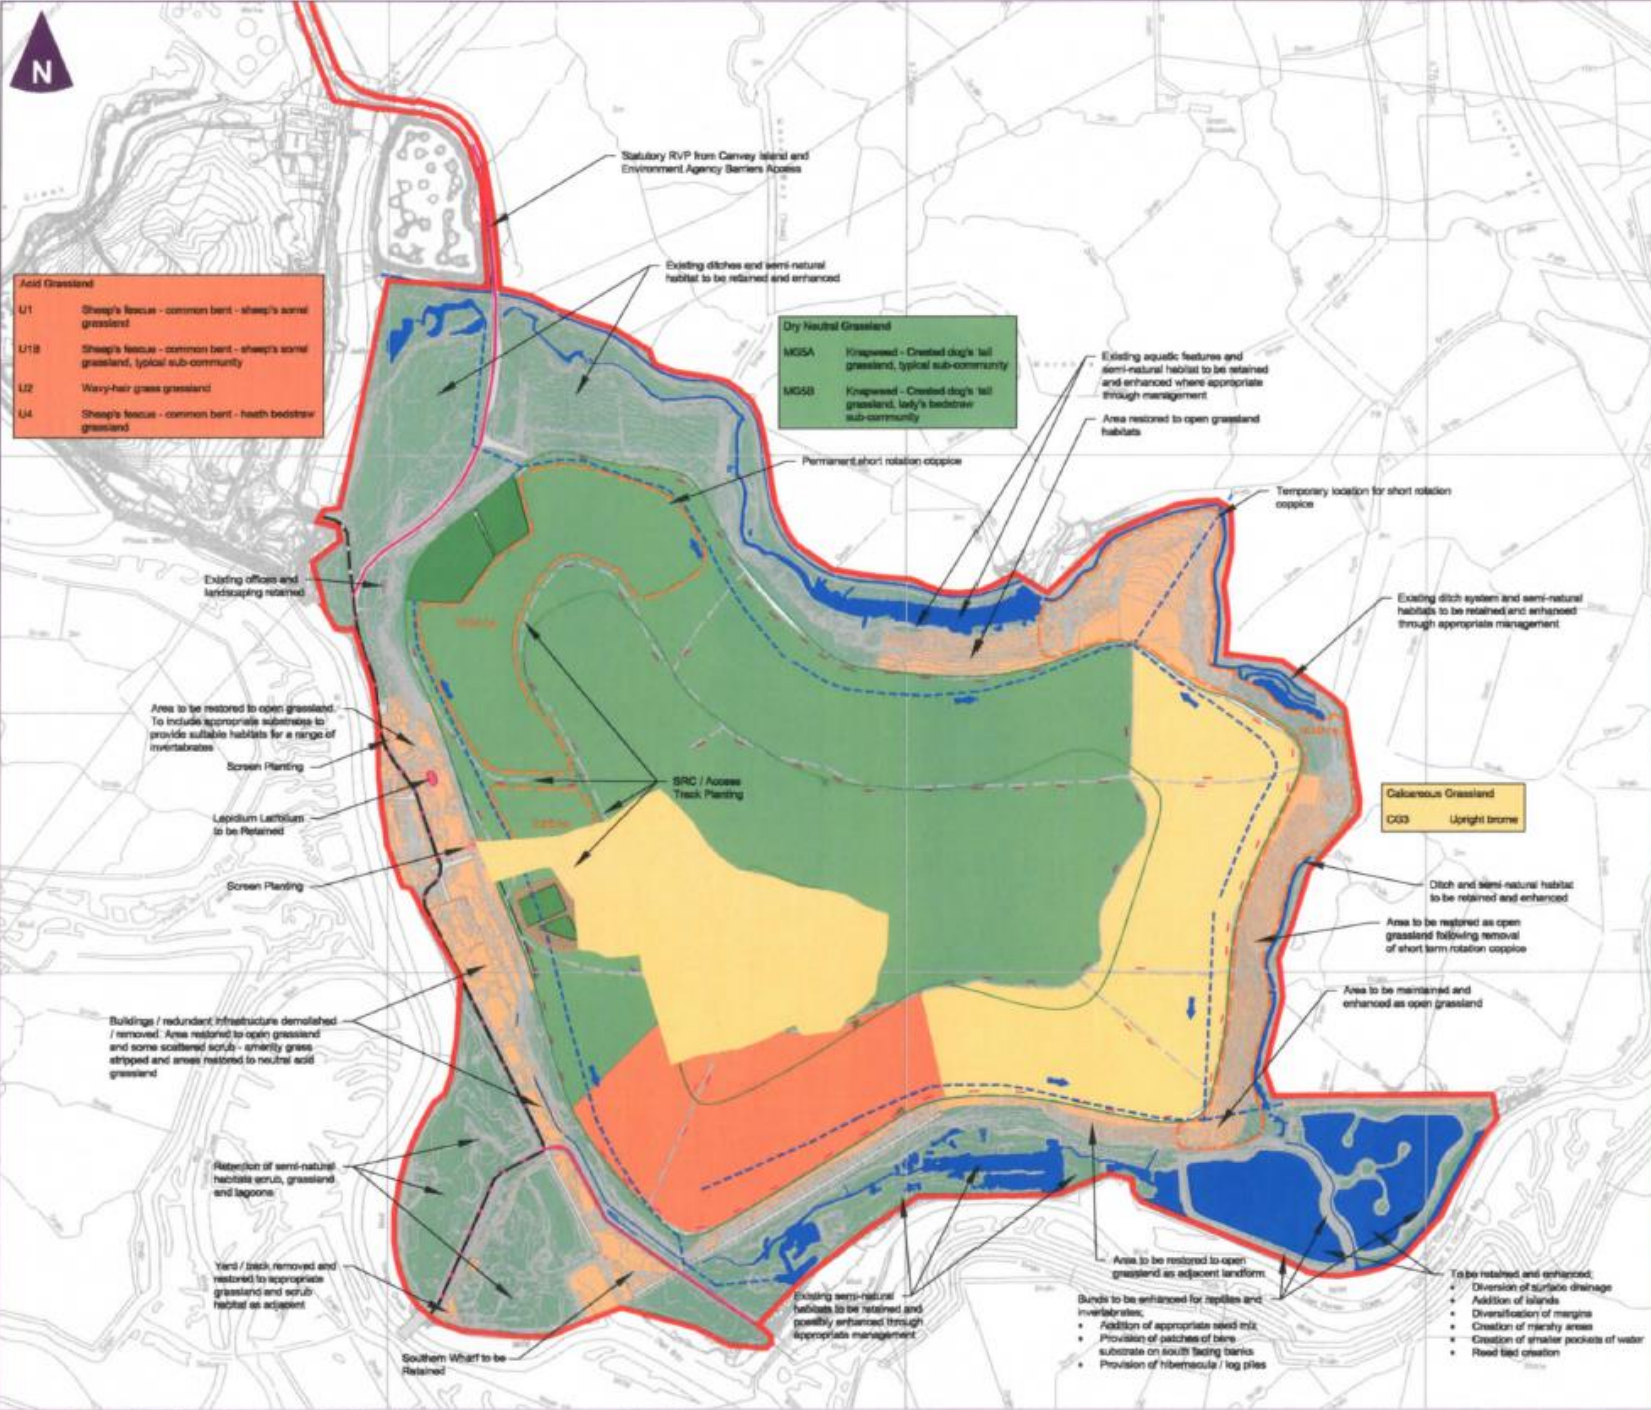 N
Statutory RVP from Canvey Island and
Environment Agency Barriers Access
Existing ditches and semi-natural
habitat to be retained and enhanced
Acid Grassland
U1 Sheep's fescue - common bent - sheep's sorrel
grassland
U1B Sheep's fescue - common bent - sheep's sorrel
grassland, typical sub-community
U2 Wavy-hair grass grassland
U4 Sheep's fescue - common bent - heath bedstraw
grassland
Dry Neutral Grassland
MG5A Knapweed - Crested dog's tail
grassland, typical sub-community
MG5B Knapweed - Crested dog's tail
grassland, lady's bedstraw
sub-community
Existing aquatic features and
semi-natural habitat to be retained
and enhanced where appropriate
through management
Area restored to open grassland
habitats
Permanent short rotation coppice
Temporary location for short rotation
coppice
Existing offices and
landscaping retained
Existing ditch system and semi-natural
habitats to be retained and enhanced
through appropriate management
Area to be restored to open grassland.
To include appropriate substrates to
provide suitable habitats for a range of
invertabrates
Screen Planting
SRC / Access
Track Planting
Lepidium Latifolium
to be Retained
Calcareous Grassland
CG3 Upright brome
Screen Planting
Ditch and semi-natural habitat
to be retained and enhanced
Area to be restored as open
grassland following removal
of short term rotation coppice
Area to be maintained and
enhanced as open grassland
Buildings / redundant infrastructure demolished
/ removed. Area restored to open grassland
and some scattered scrub - amenity grass
stripped and areas restored to neutral acid
grassland
Retention of semi-natural
habitats scrub, grassland
and lagoons
Yard / track removed and
restored to appropriate
grassland and scrub
habitat as adjacent
Southern Wharf to be
Retained
Existing semi-natural
habitats to be retained and
possibly enhanced through
appropriate management
Area to be restored to open
grassland as adjacent landform
Bunds to be enhanced for reptiles and
invertebrates;
• Addition of appropriate seed mix
• Provision of patches of bare
substrate on south facing banks
• Provision of hibernacula / log piles
To be retained and enhanced;
• Diversion of surface drainage
• Addition of islands
• Diversification of margins
• Creation of marshy areas
• Creation of smaller pockets of water
• Reed bed creation